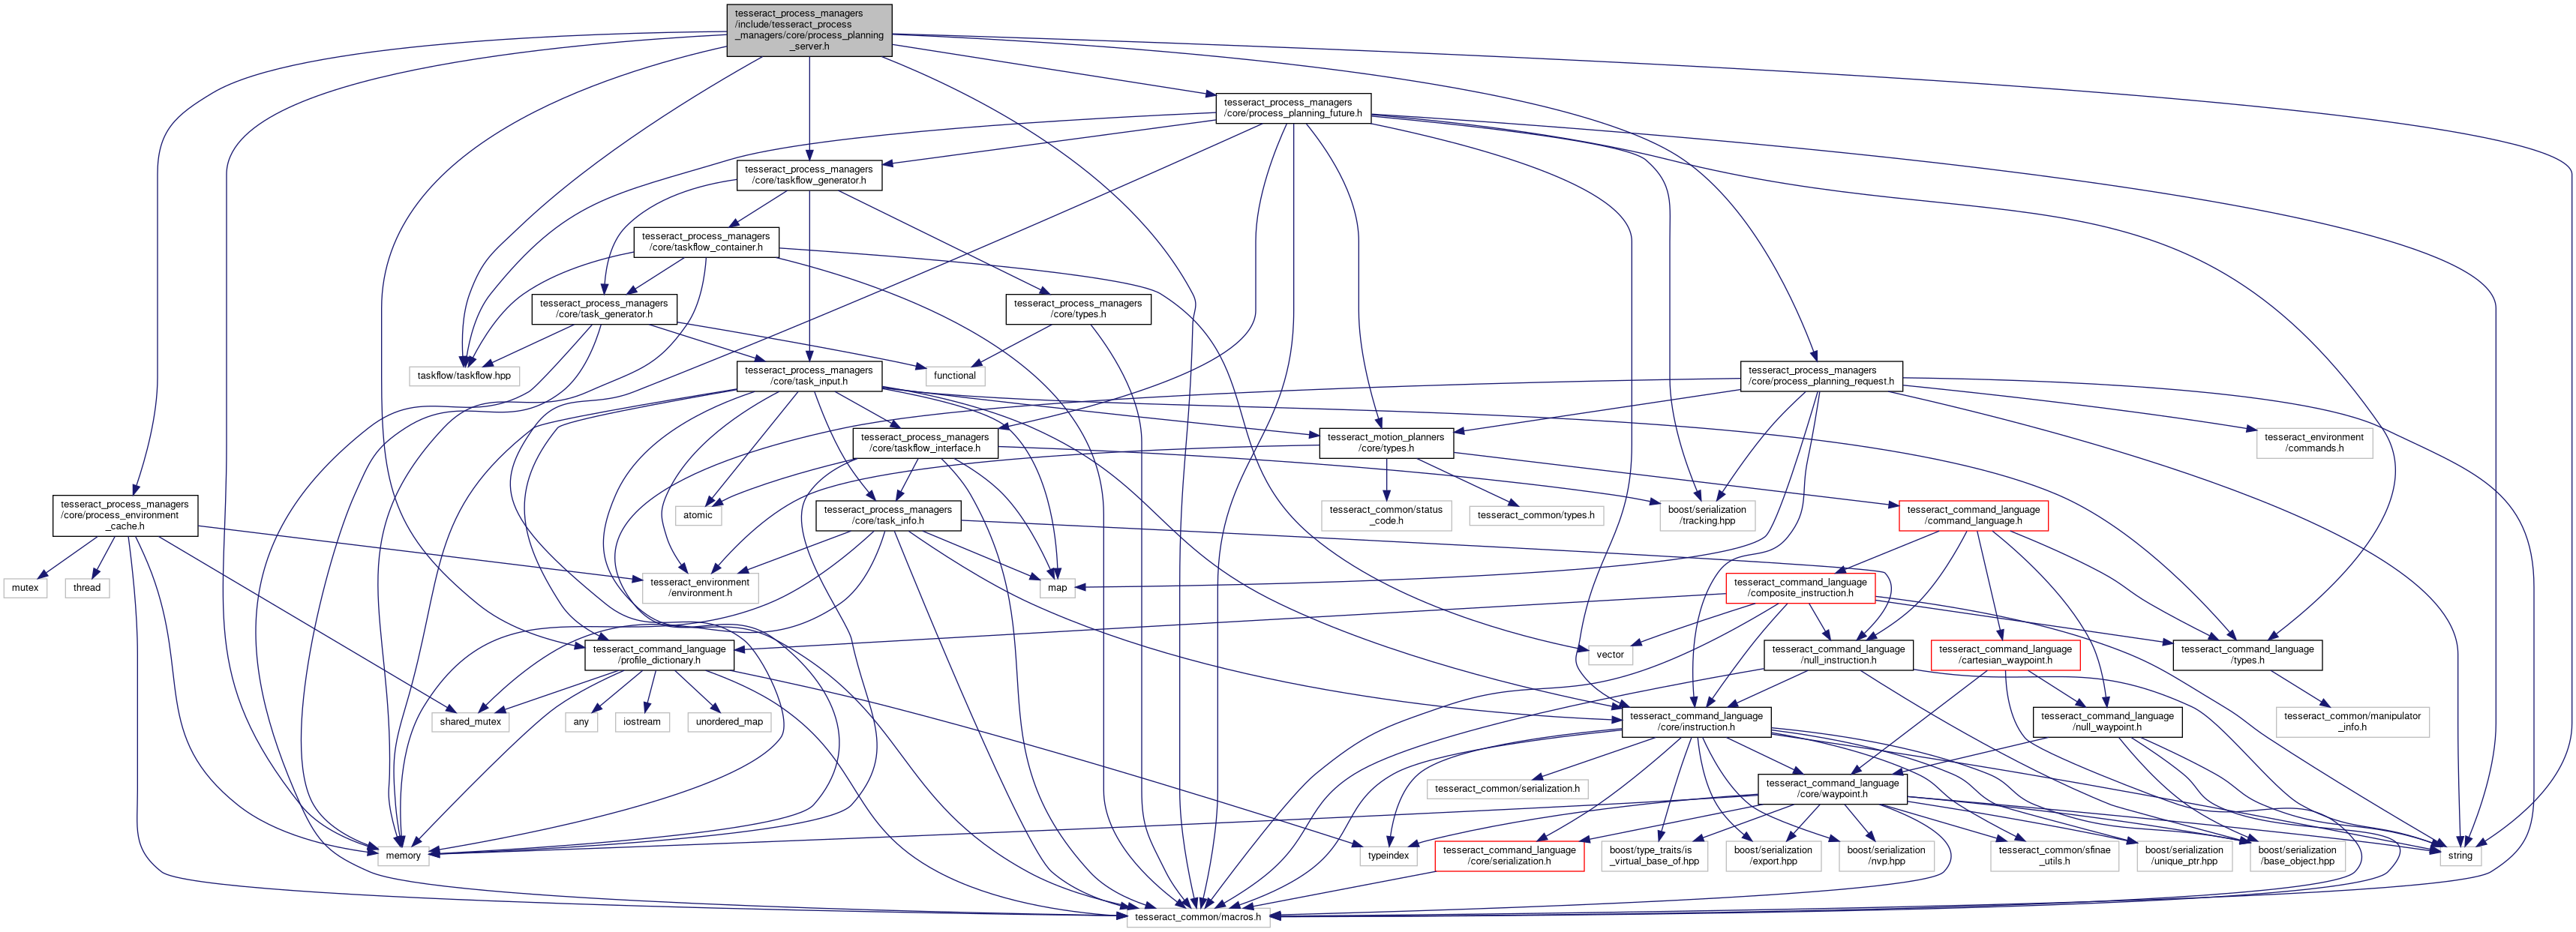 tesseract_process_managers
/include/tesseract_process
_managers/core/process_planning
_server.h
tesseract_process_managers
/core/process_planning_future.h
tesseract_process_managers
/core/taskflow_generator.h
tesseract_process_managers
/core/taskflow_container.h
tesseract_process_managers
/core/task_generator.h
tesseract_process_managers
/core/types.h
taskflow/taskflow.hpp
tesseract_process_managers
/core/task_input.h
functional
tesseract_process_managers
/core/process_planning_request.h
tesseract_process_managers
/core/taskflow_interface.h
tesseract_motion_planners
/core/types.h
tesseract_environment
/commands.h
tesseract_process_managers
/core/process_environment
_cache.h
atomic
tesseract_process_managers
/core/task_info.h
tesseract_common/status
_code.h
tesseract_common/types.h
boost/serialization
/tracking.hpp
tesseract_command_language
/command_language.h
mutex
thread
tesseract_environment
/environment.h
map
tesseract_command_language
/composite_instruction.h
tesseract_command_language
/profile_dictionary.h
vector
tesseract_command_language
/null_instruction.h
tesseract_command_language
/cartesian_waypoint.h
tesseract_command_language
/types.h
shared_mutex
any
iostream
unordered_map
tesseract_command_language
/core/instruction.h
tesseract_command_language
/null_waypoint.h
tesseract_common/manipulator
_info.h
tesseract_common/serialization.h
tesseract_command_language
/core/waypoint.h
memory
typeindex
tesseract_command_language
/core/serialization.h
boost/type_traits/is
_virtual_base_of.hpp
boost/serialization
/export.hpp
boost/serialization
/nvp.hpp
tesseract_common/sfinae
_utils.h
boost/serialization
/unique_ptr.hpp
boost/serialization
/base_object.hpp
string
tesseract_common/macros.h